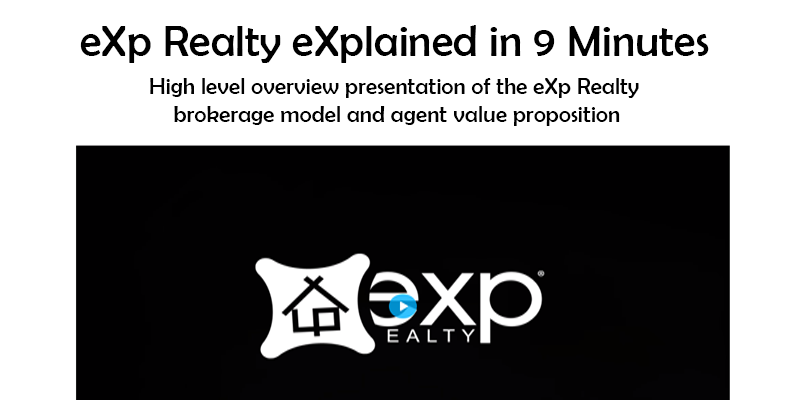 eXp Realty eXplained in 9 Minutes
High level overview presentation of the eXp Realty
brokerage model and agent value proposition
exp®
EALTY